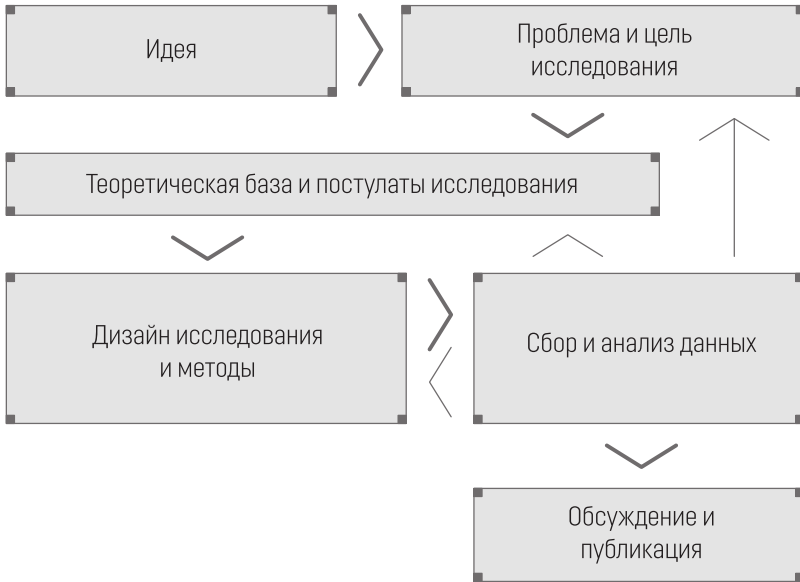 Идея
Проблема и цель
исследования
Теоретическая база и постулаты исследования
Дизайн исследования
и методы
Сбор и анализ данных
Обсуждение и
публикация